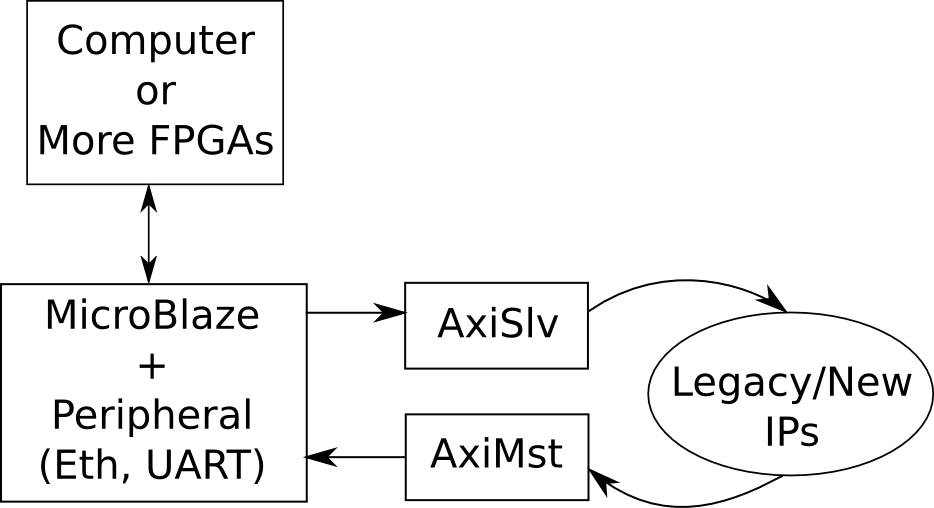 Computer
or
More FPGAs
MicroBlaze
+
Peripheral
(Eth, UART)
AxiSlv
AxiMst
Legacy/New
IPs